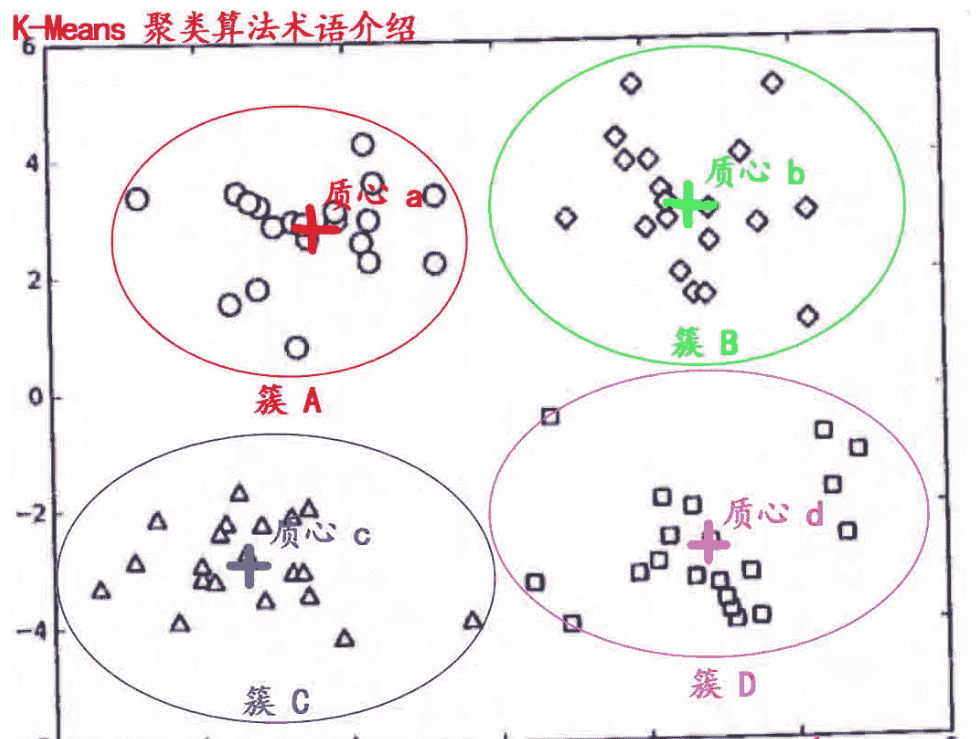 K-Means 聚类算法术语介绍
6
4
质心 a
质心 b
2
簇 B
0
簇 A
-2
质心 c
质心 d
-4
簇 C
簇 D